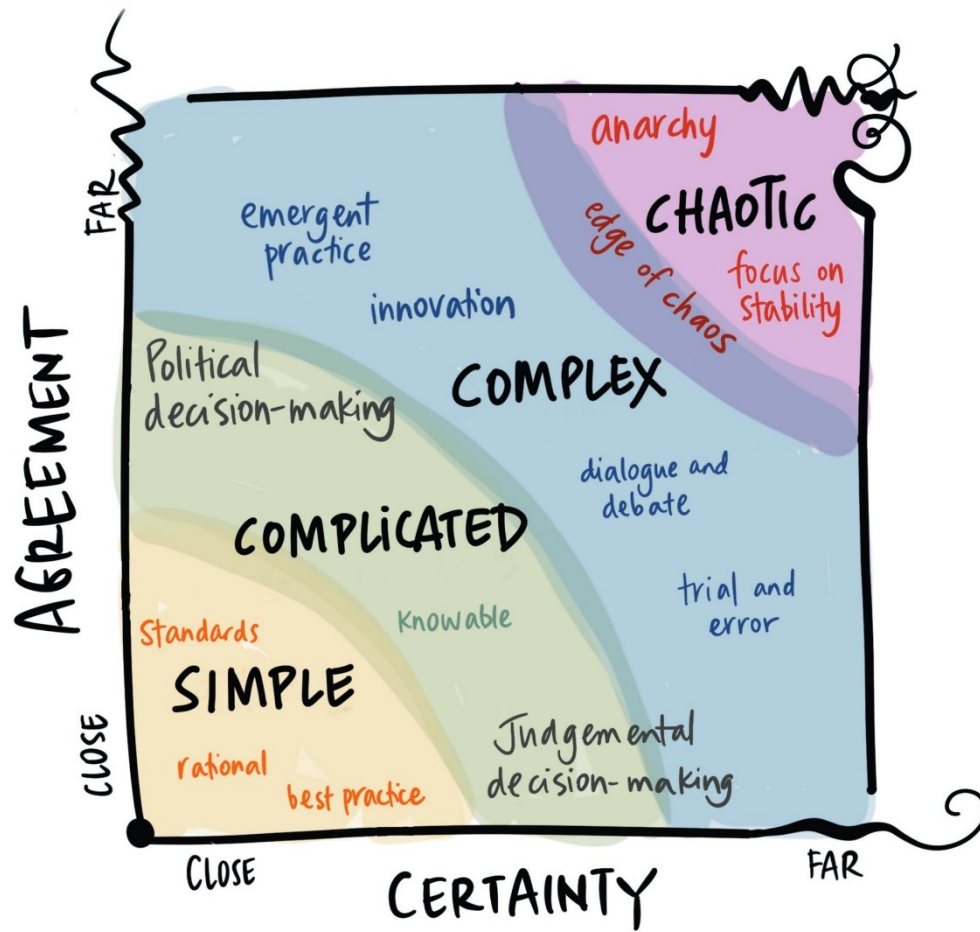 anarchy
CHAOTIC
edge of chaos
focus on
stability
FAR
emergent
practice
innovation
COMPLEX
Political
decision-making
dialogue and
debate
AGREEMENT
COMPLICATED
trial and
error
Knowable
Standards
SIMPLE
rational
best practice
Judgemental
decision-making
CLOSE
CLOSE
FAR
CERTAINTY